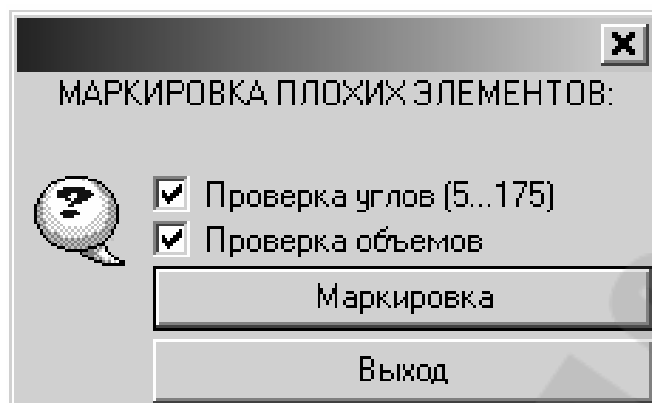 МАРКИРОВКА ПЛОХИХ ЭЛЕМЕНТОВ:
Проверка углов (5...175)
Проверка объемов
Маркировка
Выход